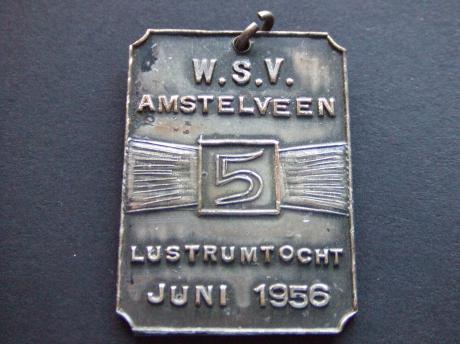 W.S.V.
AMSTELVEEN
5
LUSTRUMTOCHT
JUNI 1956